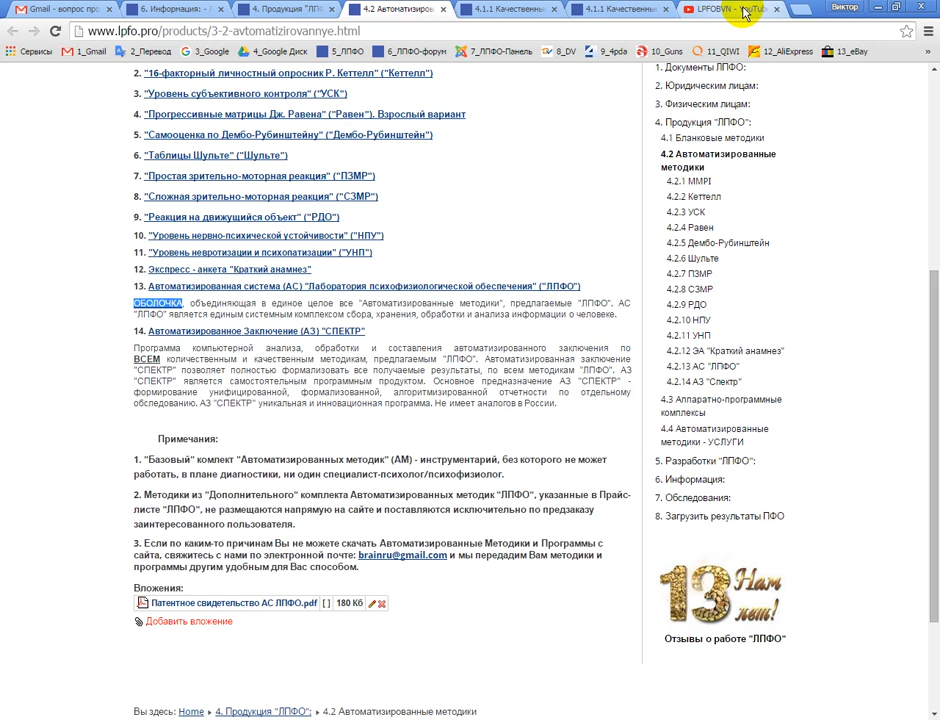 Gmail - вопрос про
6. Информация: -
4. Продукция "ЛП
4.2 Автоматизиров
4.1.1 Качественны
4.1.1 Качественны
LPFOBVN - YouTub
Виктор
www.lpfo.pro/products/3-2-avtomatizirovannye.html
Сервисы
1_Почта
2_Перевод
3_Google
4_Google Диск
5_ЛПФО
6_ЛПФО-форум
7_ЛПФО-Панель
8_DV
9_4pda
10_Guns
11_QIWI
12_AliExpress
13_eBay
2. "16-факторный личностный опросник Р. Кеттелл" ("Кеттелл")
3. "Уровень субъективного контроля" ("УСК")
4. "Прогрессивные матрицы Дж. Равена" ("Равен"). Взрослый вариант
5. "Самооценка по Дембо-Рубинштейну" ("Дембо-Рубинштейн")
6. "Таблицы Шульте" ("Шульте")
7. "Простая зрительно-моторная реакция" ("ПЗМР")
8. "Сложная зрительно-моторная реакция" ("СЗМР")
9. "Реакция на движущийся объект" ("РДО")
10. "Уровень нервно-психической устойчивости" ("НПУ")
11. "Уровень невротизации и психопатизации" ("УНП")
12. Экспресс - анкета "Краткий анамнез"
13. Автоматизированная система (АС) "Лаборатория психофизиологической обеспечения" ("ЛПФО")
ОБОЛОЧКА, объединяющая в единое целое все "Автоматизированные методики", предлагаемые "ЛПФО". АС
"ЛПФО" является единым системным комплексом сбора, хранения, обработки и анализа информации о человеке.
14. Автоматизированное Заключение (АЗ) "СПЕКТР"
Программа компьютерной анализа, обработки и составления автоматизированного заключения по
ВСЕМ количественным и качественным методикам, предлагаемым "ЛПФО". Автоматизированная заключение
"СПЕКТР" позволяет полностью формализовать все получаемые результаты, по всем методикам "ЛПФО". АЗ
"СПЕКТР" является самостоятельным программным продуктом. Основное предназначение АЗ "СПЕКТР" -
формирование унифицированной, формализованной, алгоритмизированной отчетности по отдельному
обследованию. АЗ "СПЕКТР" уникальная и инновационная программа. Не имеет аналогов в России.
Примечания:
1. "Базовый" комлект "Автоматизированных методик" (АМ) - инструментарий, без которого не может
работать, в плане диагностики, ни один специалист-психолог/психофизиолог.
2. Методики из "Дополнительного" комплекта Автоматизированных методик "ЛПФО", указанные в Прайс-
листе "ЛПФО", не размещаются напрямую на сайте и поставляются исключительно по предзаказу
заинтересованного пользователя.
3. Если по каким-то причинам Вы не можете скачать Автоматизированные Методики и Программы с
сайта, свяжитесь с нами по электронной почте: brainru@gmail.com и мы передадим Вам методики и
программы другим удобным для Вас способом.
Вложения:
Патентное свидетельство АС ЛПФО.pdf [ ] 180 Кб
Добавить вложение
Вы здесь: Home 4. Продукция "ЛПФО": 4.2 Автоматизированные методики
1. Документы ЛПФО:
2. Юридическим лицам:
3. Физическим лицам:
4. Продукция "ЛПФО":
4.1 Бланковые методики
4.2 Автоматизированные
методики
4.2.1 MMPI
4.2.2 Кеттелл
4.2.3 УСК
4.2.4 Равен
4.2.5 Дембо-Рубинштейн
4.2.6 Шульте
4.2.7 ПЗМР
4.2.8 СЗМР
4.2.9 РДО
4.2.10 НПУ
4.2.11 УНП
4.2.12 ЭА "Краткий анамнез"
4.2.13 АС "ЛПФО"
4.2.14 АЗ "Спектр"
4.3 Аппаратно-программные
комплексы
4.4 Автоматизированные
методики - УСЛУГИ
5. Разработки "ЛПФО":
6. Информация:
7. Обследования:
8. Загрузить результаты ПФО
13 Нам
лет!
Отзывы о работе "ЛПФО"